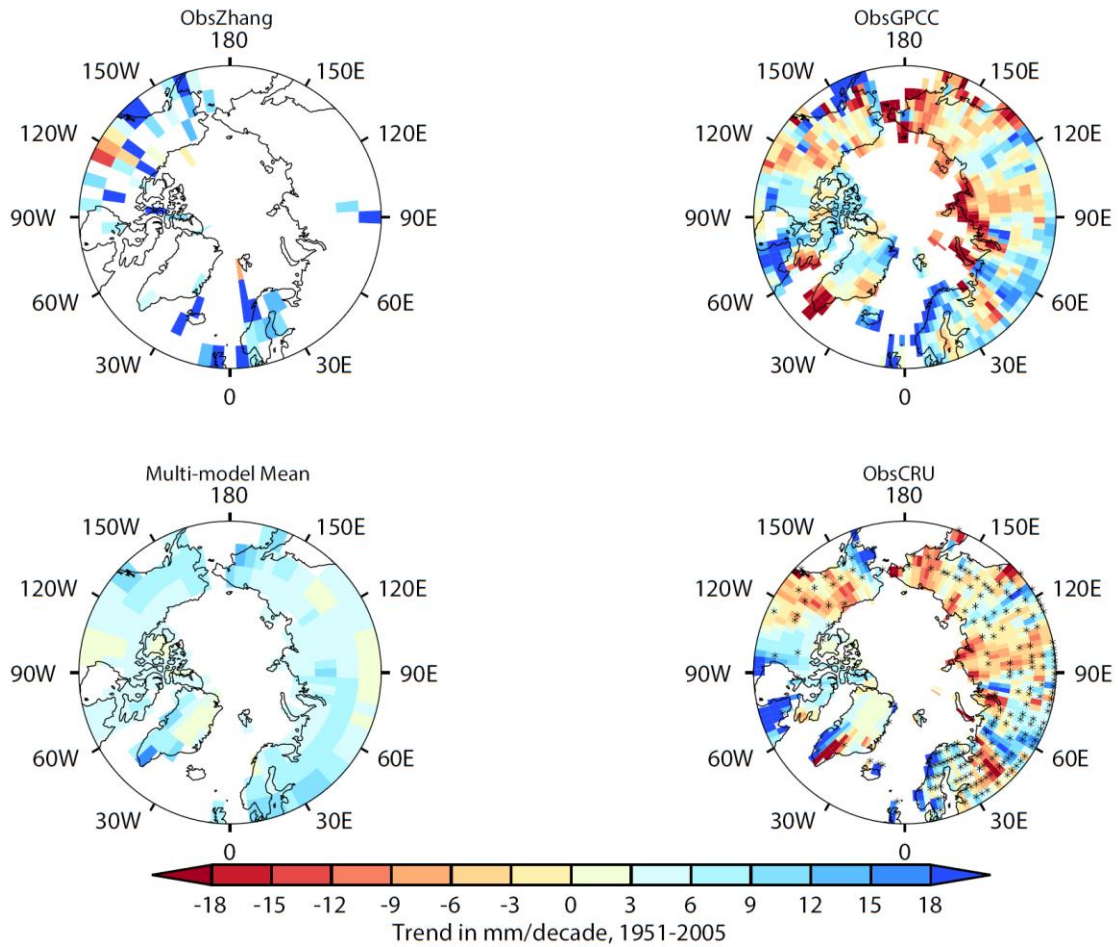 ObsZhang
180
150W
150E
120W
120E
90W
90E
60W
60E
30W
30E
0
ObsGPCC
180
150W
150E
120W
120E
90W
90E
60W
60E
30W
30E
0
Multi-model Mean
180
150W
150E
120W
120E
90W
90E
60W
60E
30W
30E
0
ObsCRU
180
150W
150E
120W
120E
90W
90E
60W
60E
30W
30E
0
-18 -15 -12 -9 -6 -3 0 3 6 9 12 15 18
Trend in mm/decade, 1951-2005